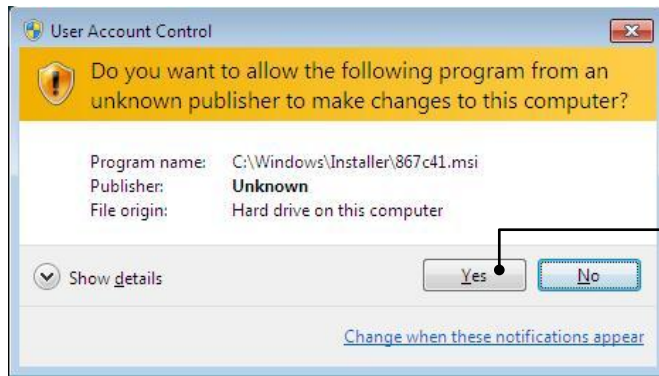 User Account Control
Do you want to allow the following program from an
unknown publisher to make changes to this computer?
Program name: C:\Windows\Installer\867c41.msi
Publisher: Unknown
File origin: Hard drive on this computer
Show details Yes No
Change when these notifications appear